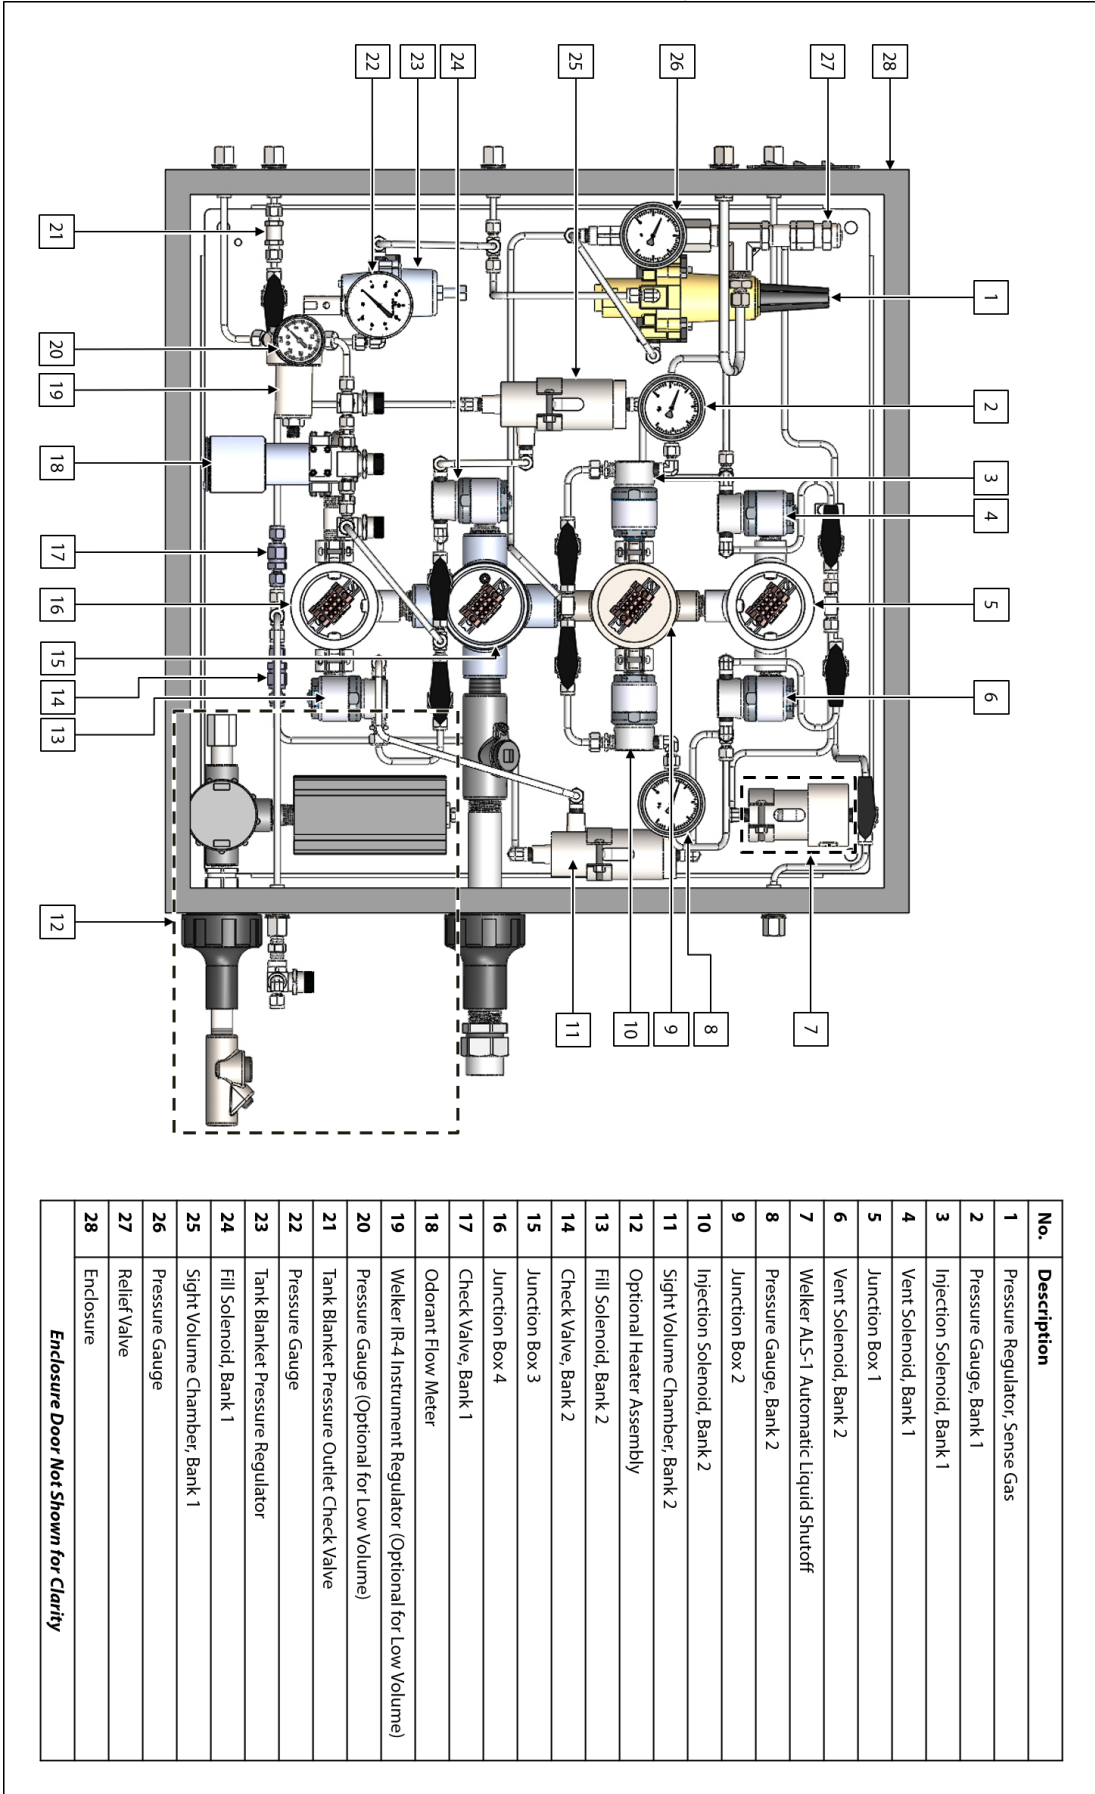 28
27
26
25
24
23
22
1
2
3
4
5
6
7
8
9
10
11
12
13
14
15
16
17
18
19
20
21
No. Description
1 Pressure Regulator, Sense Gas
2 Pressure Gauge, Bank 1
3 Injection Solenoid, Bank 1
4 Vent Solenoid, Bank 1
5 Junction Box 1
6 Vent Solenoid, Bank 2
7 Welker ALS-1 Automatic Liquid Shutoff
8 Pressure Gauge, Bank 2
9 Junction Box 2
10 Injection Solenoid, Bank 2
11 Sight Volume Chamber, Bank 2
12 Optional Heater Assembly
13 Fill Solenoid, Bank 2
14 Check Valve, Bank 2
15 Junction Box 3
16 Junction Box 4
17 Check Valve, Bank 1
18 Odorant Flow Meter
19 Welker IR-4 Instrument Regulator (Optional for Low Volume)
20 Pressure Gauge (Optional for Low Volume)
21 Tank Blanket Pressure Outlet Check Valve
22 Pressure Gauge
23 Tank Blanket Pressure Regulator
24 Fill Solenoid, Bank 1
25 Sight Volume Chamber, Bank 1
26 Pressure Gauge
27 Relief Valve
28 Enclosure
Enclosure Door Not Shown for Clarity